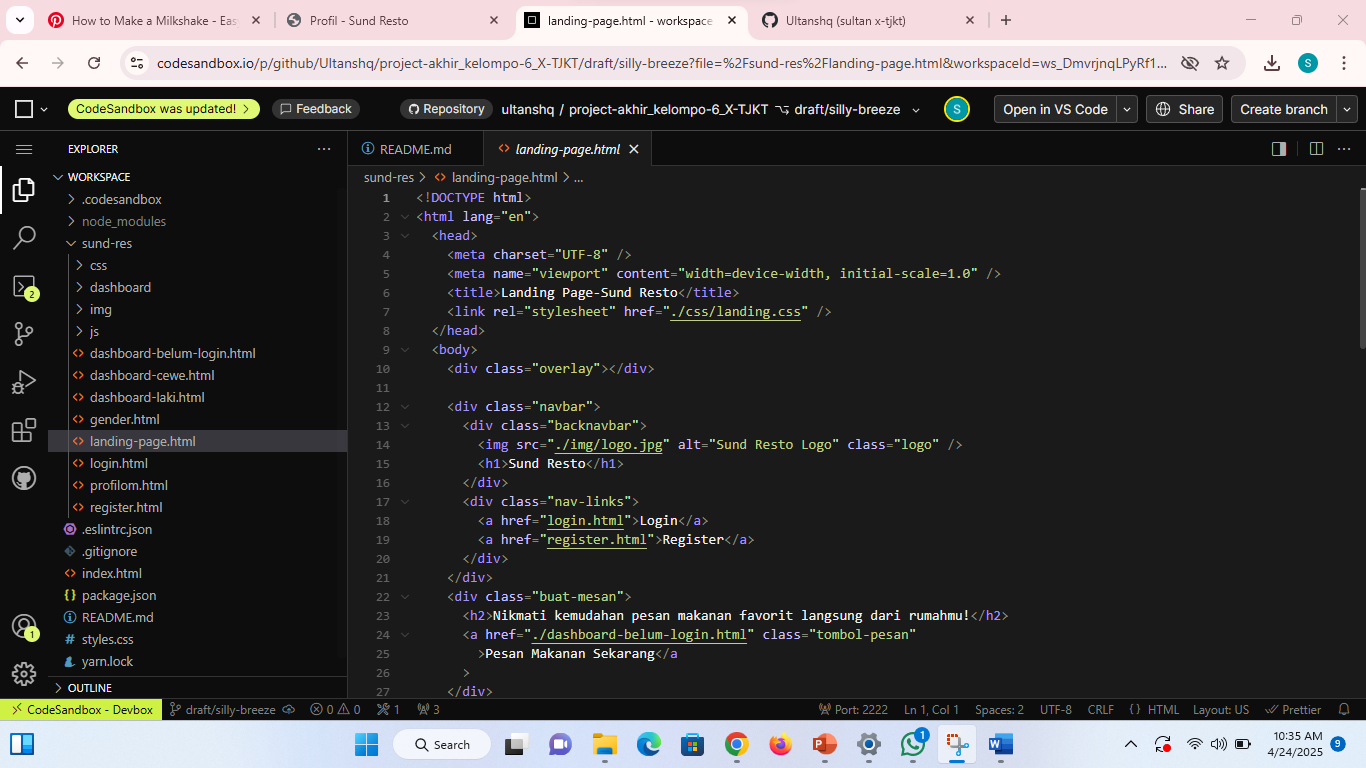 How to Make a Milkshake - Eas
Profil - Sund Resto
landing-page.html - workspace
Ultanshq (sultan x-tjkt)
codesandbox.io/p/github/Ultanshq/project-akhir_kelompo-6_X-TJKT/draft/silly-breeze?file=%2Fsund-res%2Flanding-page.html&workspaceId=ws_DmvrjnqLPyRf1...
S
CodeSandbox was updated!
Feedback
Repository
ultanshq / project-akhir_kelompo-6_X-TJKT
draft/silly-breeze
S
Open in VS Code
Share
Create branch
EXPLORER
WORKSPACE
.codesandbox
node_modules
sund-res
css
dashboard
img
js
dashboard-belum-login.html
dashboard-cewe.html
dashboard-laki.html
gender.html
landing-page.html
login.html
profilom.html
register.html
.eslintrc.json
.gitignore
index.html
package.json
README.md
styles.css
yarn.lock
OUTLINE
2
1
README.md
landing-page.html
sund-res > landing-page.html > ...
1 <!DOCTYPE html>
2 <html lang="en">
3 <head>
4 <meta charset="UTF-8" />
5 <meta name="viewport" content="width=device-width, initial-scale=1.0" />
6 <title>Landing Page-Sund Resto</title>
7 <link rel="stylesheet" href="./css/landing.css" />
8 </head>
9 <body>
10 <div class="overlay"></div>
11
12 <div class="navbar">
13 <div class="backnavbar">
14 <img src="./img/logo.jpg" alt="Sund Resto Logo" class="logo" />
15 <h1>Sund Resto</h1>
16 </div>
17 <div class="nav-links">
18 <a href="login.html">Login</a>
19 <a href="register.html">Register</a>
20 </div>
21 </div>
22 <div class="buat-mesan">
23 <h2>Nikmati kemudahan pesan makanan favorit langsung dari rumahmu!</h2>
24 <a href="./dashboard-belum-login.html" class="tombol-pesan"
25 >Pesan Makanan Sekarang</a
26 >
27 </div>
CodeSandbox - Devbox
draft/silly-breeze
0
0
1
3
Port: 2222
Ln 1, Col 1
Spaces: 2
UTF-8
CRLF
{ } HTML
Layout: US
Prettier
Search
1
10:35 AM
4/24/2025
9